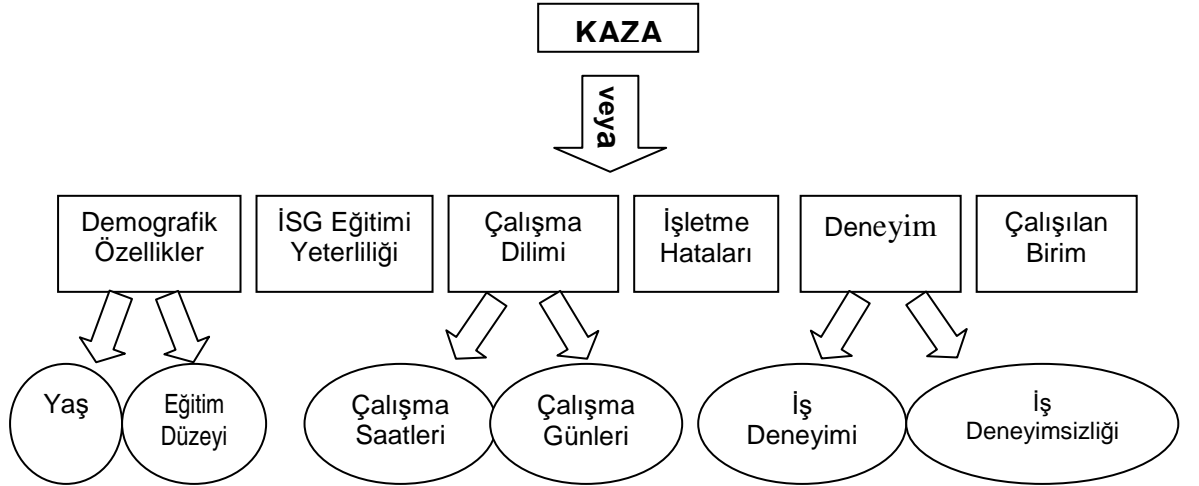 KAZA
veya
Demografik
Özellikler
İSG Eğitimi
Yeterliliği
Çalışma
Dilimi
İşletme
Hataları
Deneyim
Çalışılan
Birim
Yaş
Eğitim
Düzeyi
Çalışma
Saatleri
Çalışma
Günleri
İş
Deneyimi
İş
Deneyimsizliği